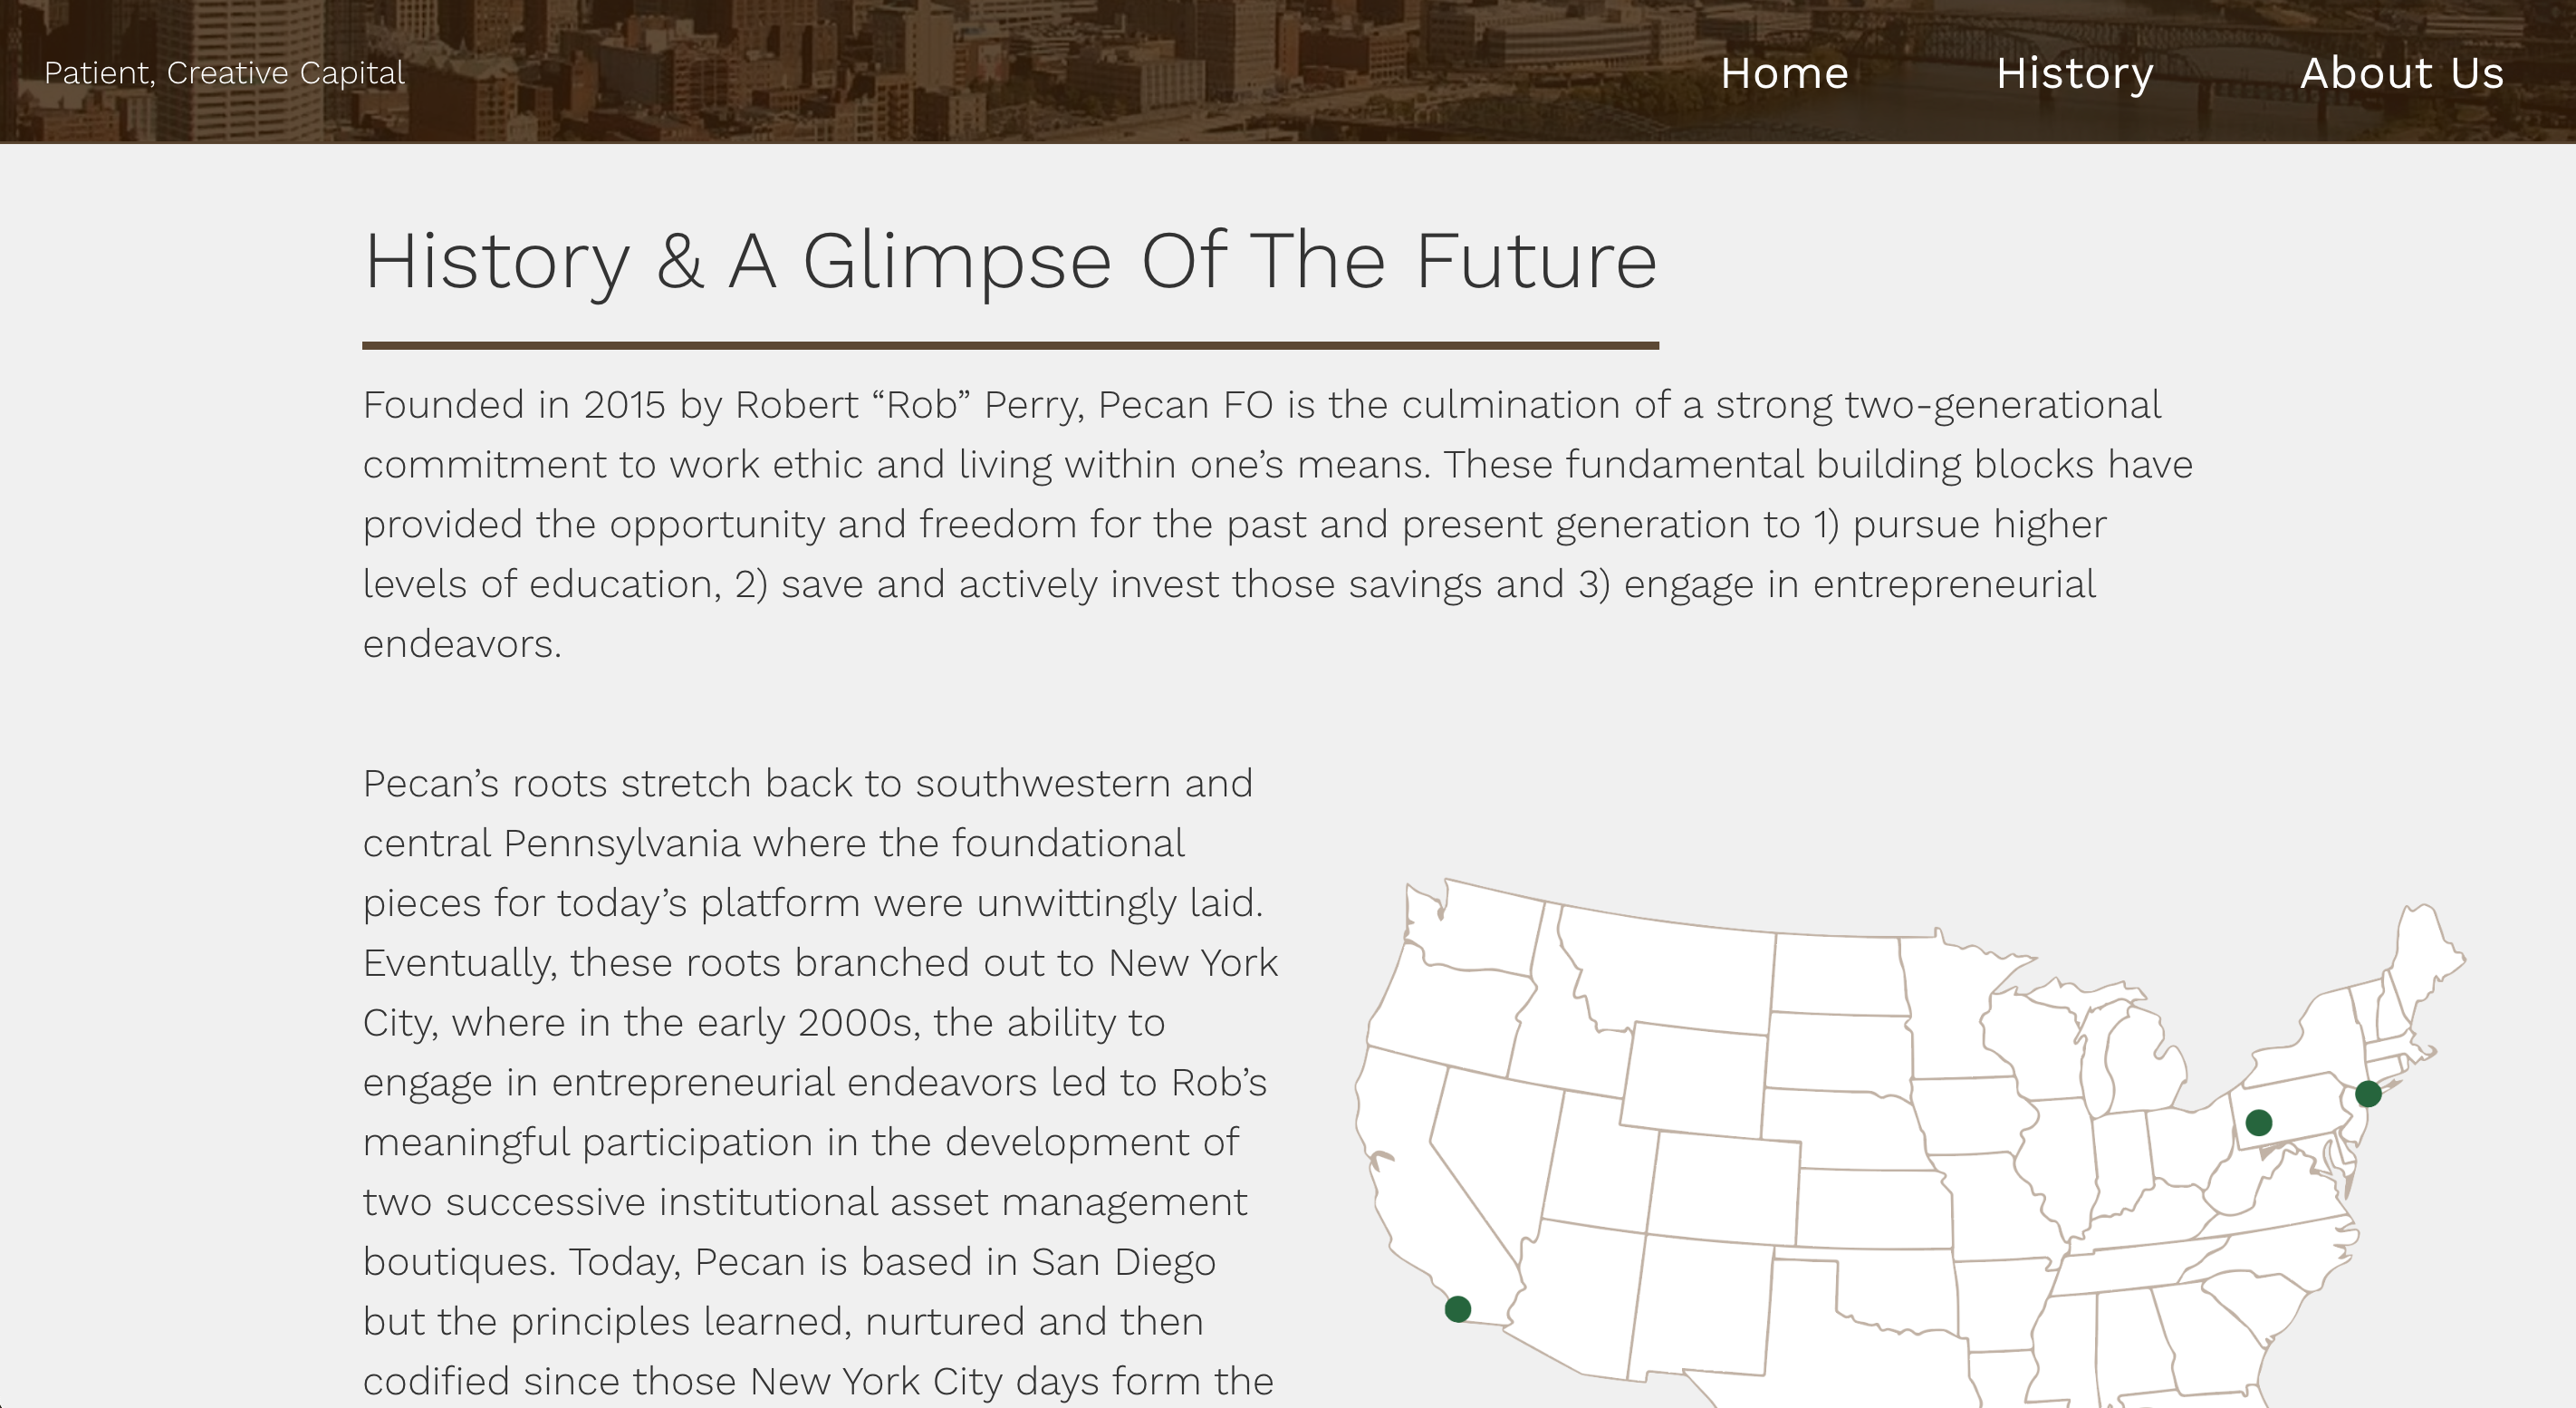 Patient, Creative Capital
Home
History
About Us
History & A Glimpse Of The Future
Founded in 2015 by Robert “Rob” Perry, Pecan FO is the culmination of a strong two-generational
commitment to work ethic and living within one’s means. These fundamental building blocks have
provided the opportunity and freedom for the past and present generation to 1) pursue higher
levels of education, 2) save and actively invest those savings and 3) engage in entrepreneurial
endeavors.
Pecan’s roots stretch back to southwestern and
central Pennsylvania where the foundational
pieces for today’s platform were unwittingly laid.
Eventually, these roots branched out to New York
City, where in the early 2000s, the ability to
engage in entrepreneurial endeavors led to Rob’s
meaningful participation in the development of
two successive institutional asset management
boutiques. Today, Pecan is based in San Diego
but the principles learned, nurtured and then
codified since those New York City days form the